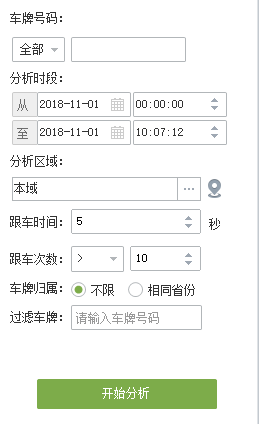 车牌号码：
全部
分析时段：
从 2018-11-01 00:00:00
至 2018-11-01 10:07:12
分析区域：
本域 ...
跟车时间： 5 秒
跟车次数： > 10
车牌归属： 不限 相同省份
过滤车牌： 请输入车牌号码
开始分析